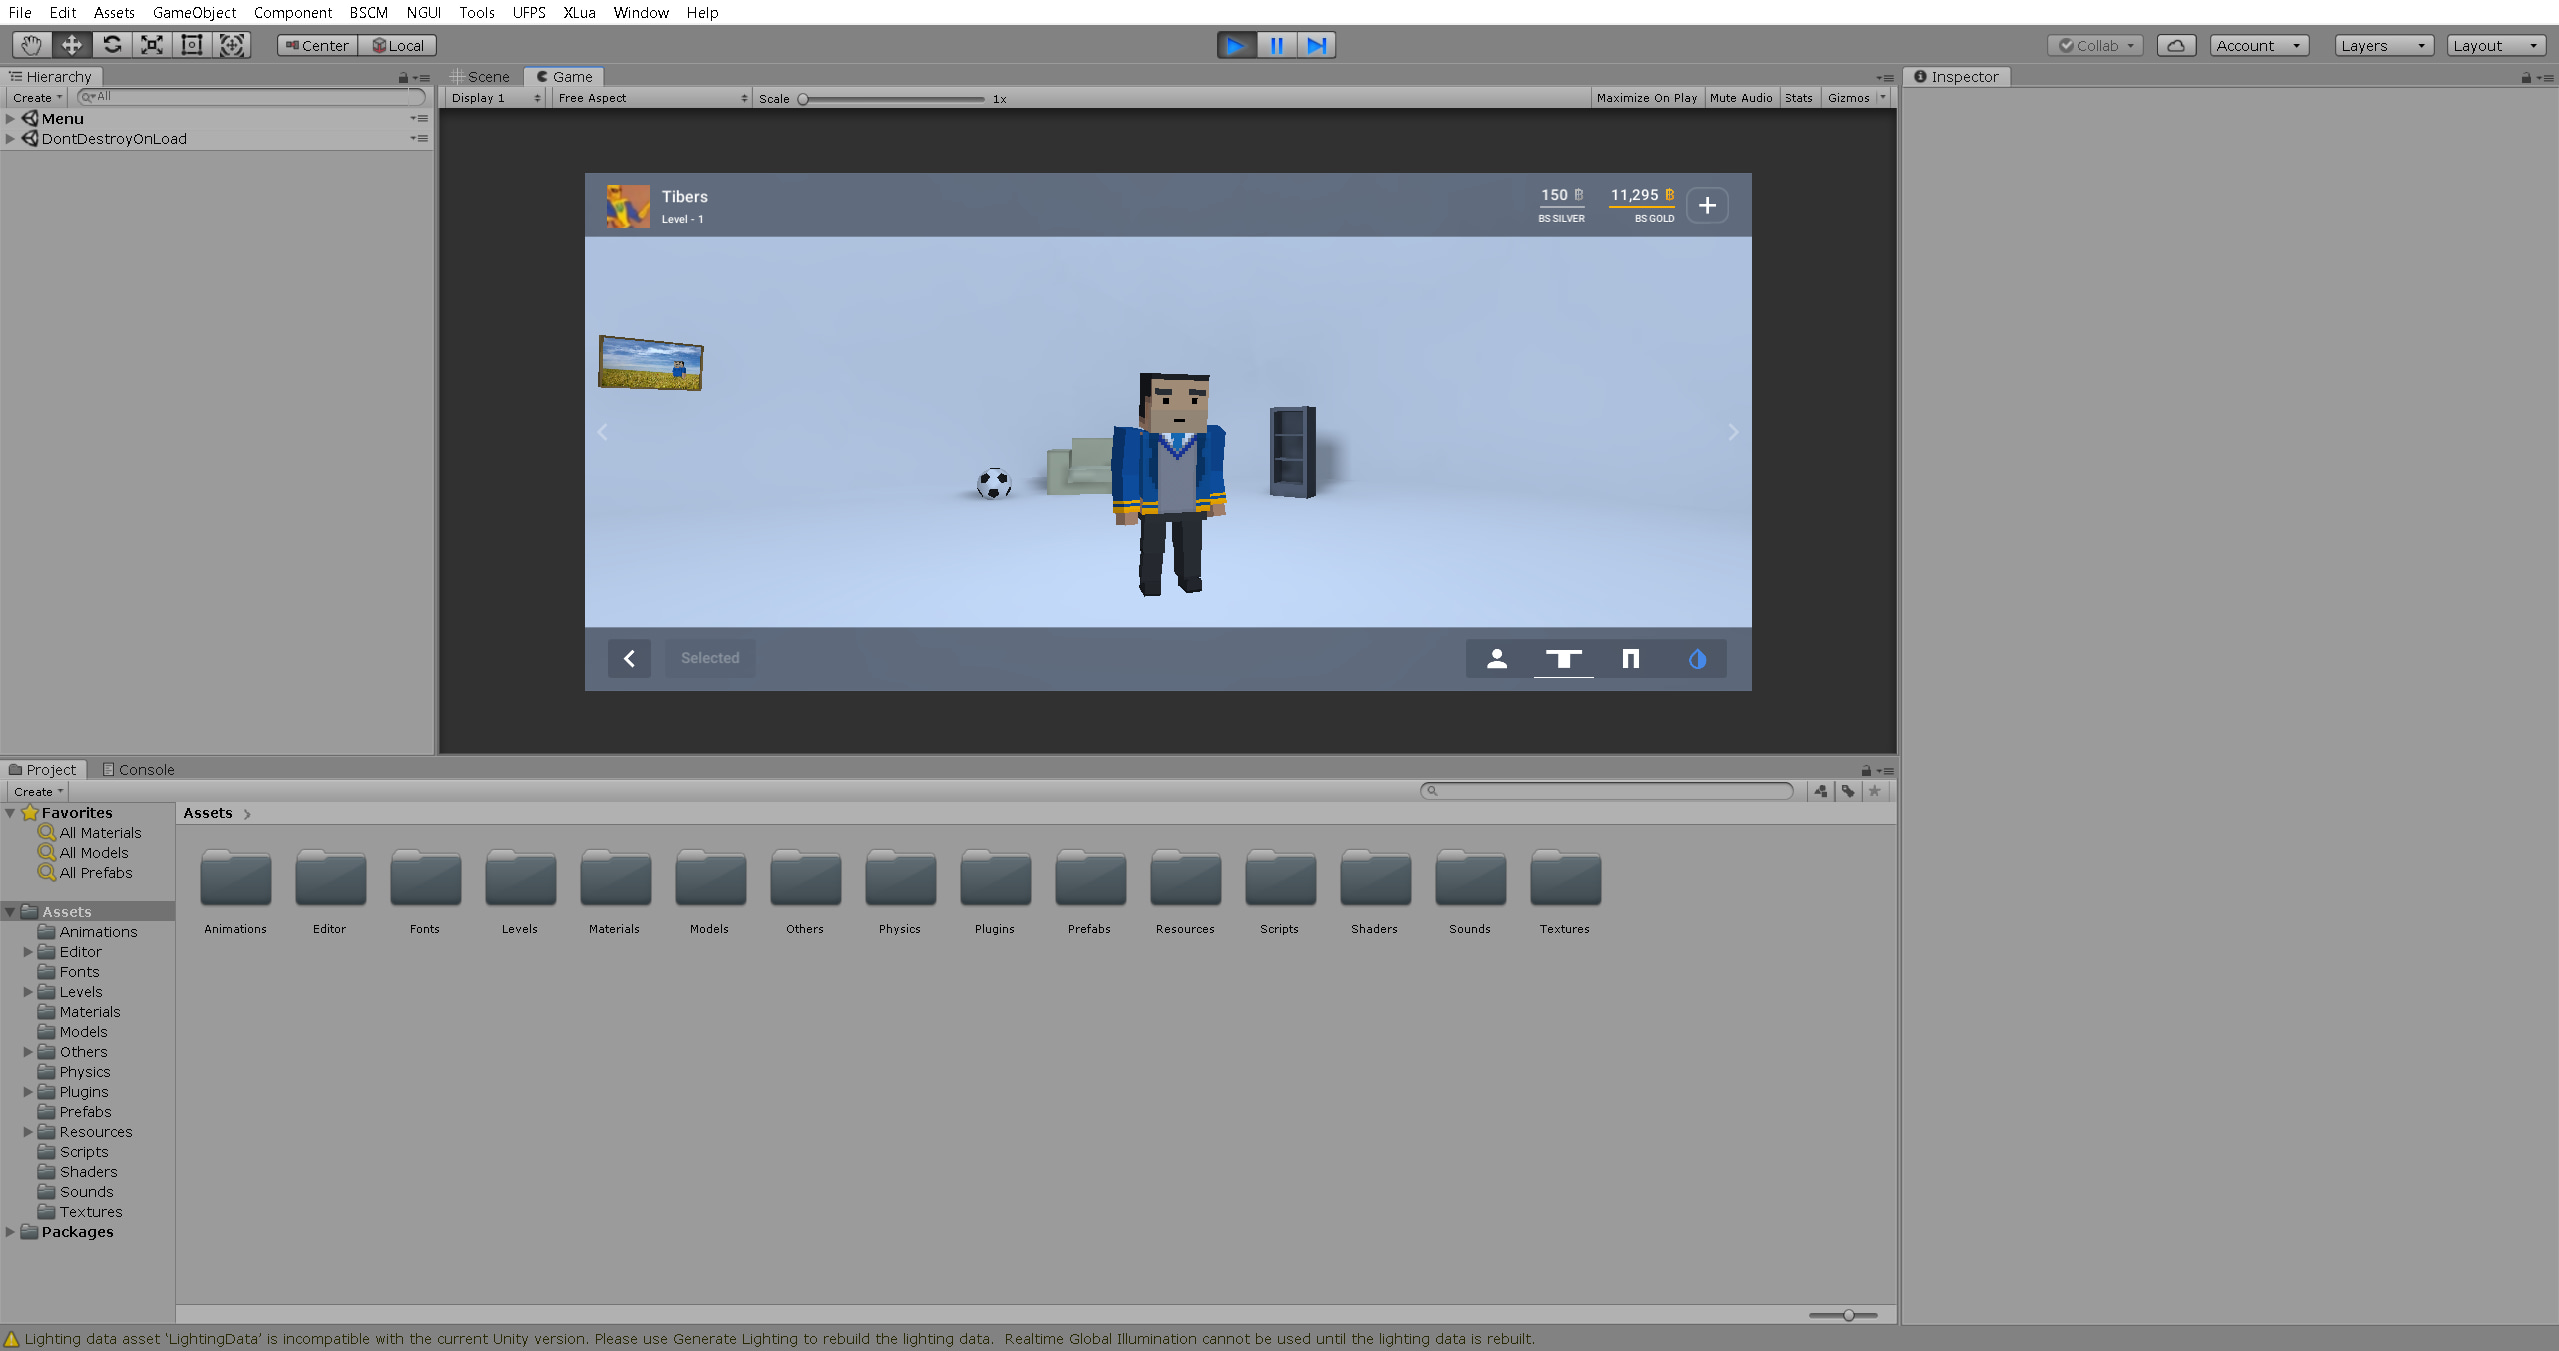 File Edit Assets GameObject Component BSCM NGUI Tools UFPS XLua Window Help
Center Local Collab Account Layers Layout
Hierarchy
Create All
Menu
DontDestroyOnLoad
Scene Game
Display 1 Free Aspect Scale 1x Maximize On Play Mute Audio Stats Gizmos
Tibers
Level - 1
150 11,295
BS SILVER BS GOLD
Selected
Inspector
Project Console
Create
Favorites
All Materials
All Models
All Prefabs
Assets
Animations
Editor
Fonts
Levels
Materials
Models
Others
Physics
Plugins
Prefabs
Resources
Scripts
Shaders
Sounds
Textures
Packages
Assets
Animations Editor Fonts Levels Materials Models Others Physics Plugins Prefabs Resources Scripts Shaders Sounds Textures
Lighting data asset 'LightingData' is incompatible with the current Unity version. Please use Generate Lighting to rebuild the lighting data. Realtime Global Illumination cannot be used until the lighting data is rebuilt.